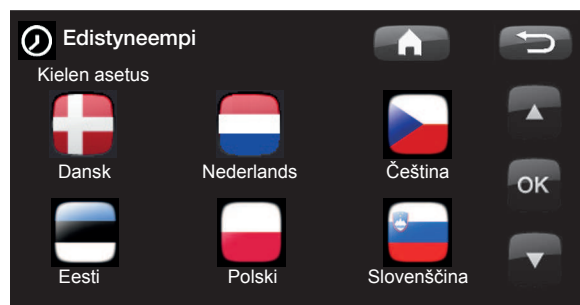 Edistyneempi
Kielen asetus
Dansk Nederlands Čeština
OK
Eesti Polski Slovenščina